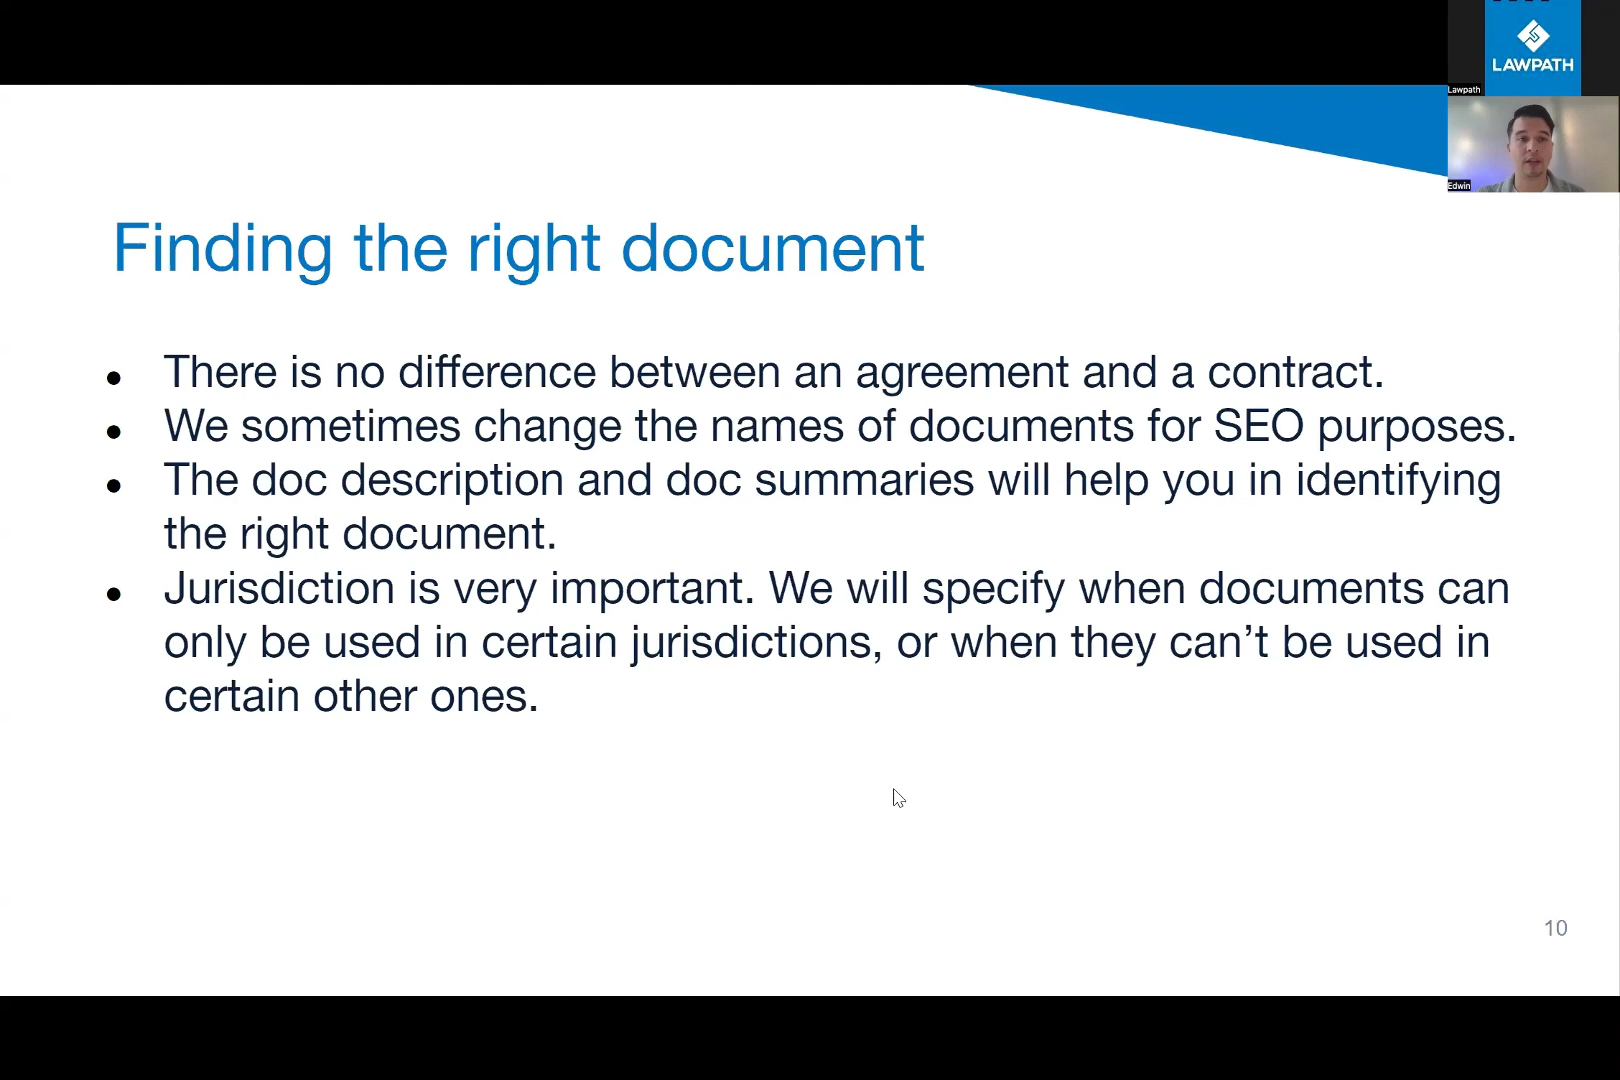 LAWPATH
Lawpath
Edwin
Finding the right document
• There is no difference between an agreement and a contract.
• We sometimes change the names of documents for SEO purposes.
• The doc description and doc summaries will help you in identifying
the right document.
• Jurisdiction is very important. We will specify when documents can
only be used in certain jurisdictions, or when they can’t be used in
certain other ones.
10